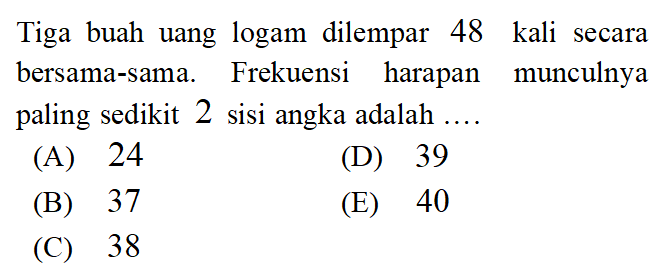 Tiga buah uang logam dilempar 48 kali secara
bersama-sama. Frekuensi harapan munculnya
paling sedikit 2 sisi angka adalah ....
(A) 24 (D) 39
(B) 37 (E) 40
(C) 38